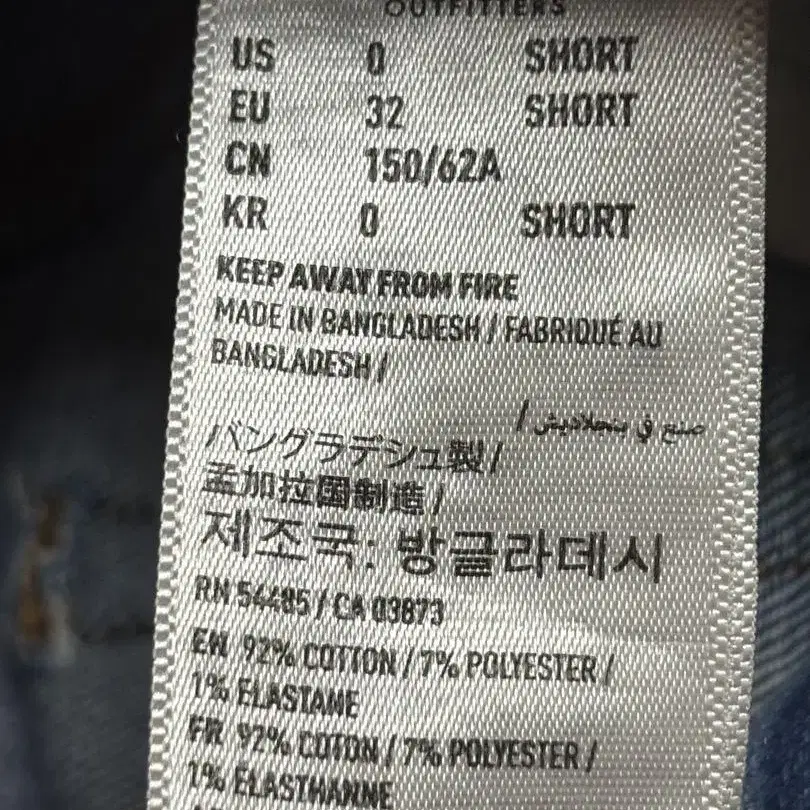 OUTFITTERS
US 0 SHORT
EU 32 SHORT
CN 150/62A
KR 0 SHORT
KEEP AWAY FROM FIRE
MADE IN BANGLADESH / FABRIQUÉ AU
BANGLADESH /
صنع في بنجلاديش /
/バングラデシュ製/
孟加拉国制造/
제조국: 방글라데시
RN 54485 / CA 03873
EN 92% COTTON / 7% POLYESTER /
1% ELASTANE
FR 92% COTON / 7% POLYESTER /
1% ÉLASTHANNE